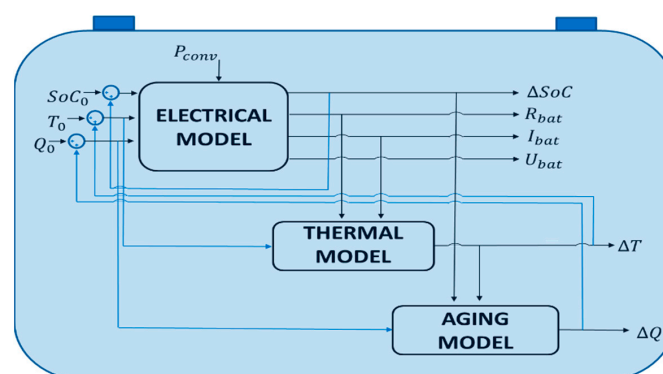 P_conv
SoC_0
ΔSoC
ELECTRICAL
MODEL
T_0
R_bat
Q_0
I_bat
U_bat
THERMAL
MODEL
ΔT
AGING
MODEL
ΔQ